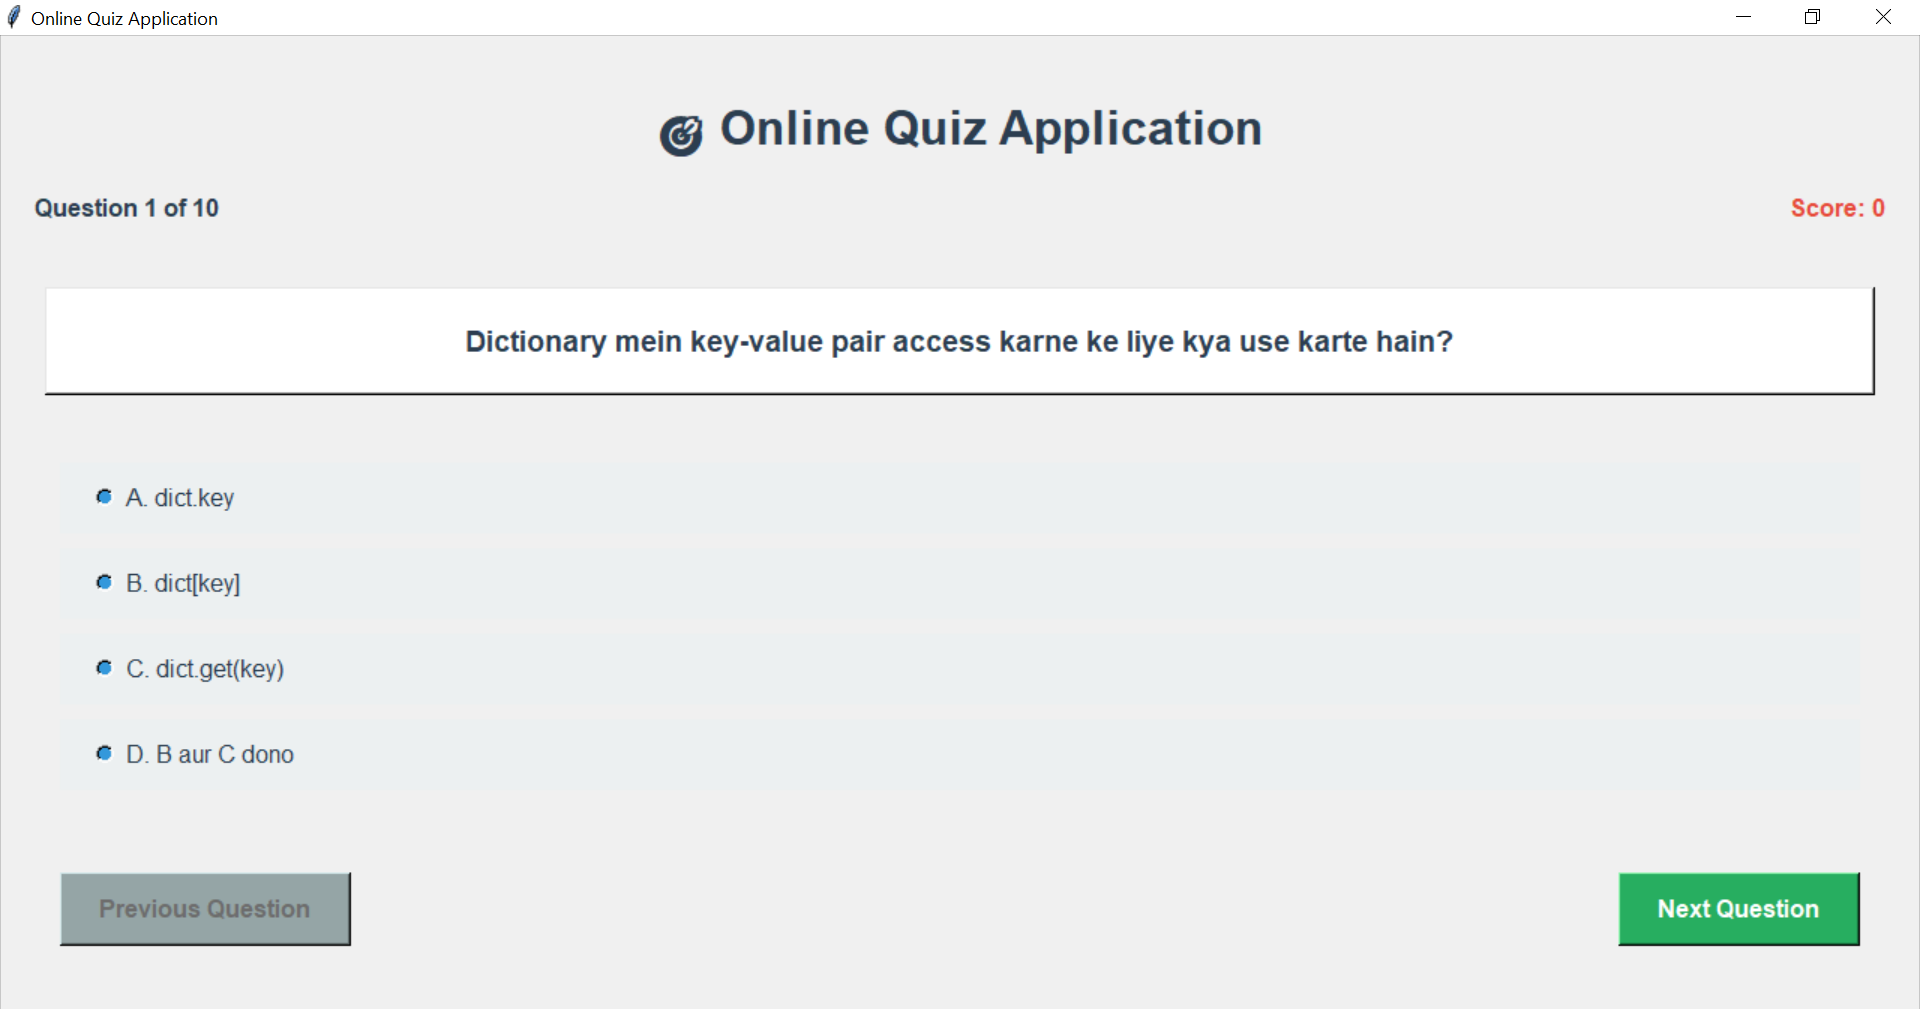 Online Quiz Application
Online Quiz Application
Question 1 of 10
Score: 0
Dictionary mein key-value pair access karne ke liye kya use karte hain?
A. dict.key
B. dict[key]
C. dict.get(key)
D. B aur C dono
Previous Question
Next Question